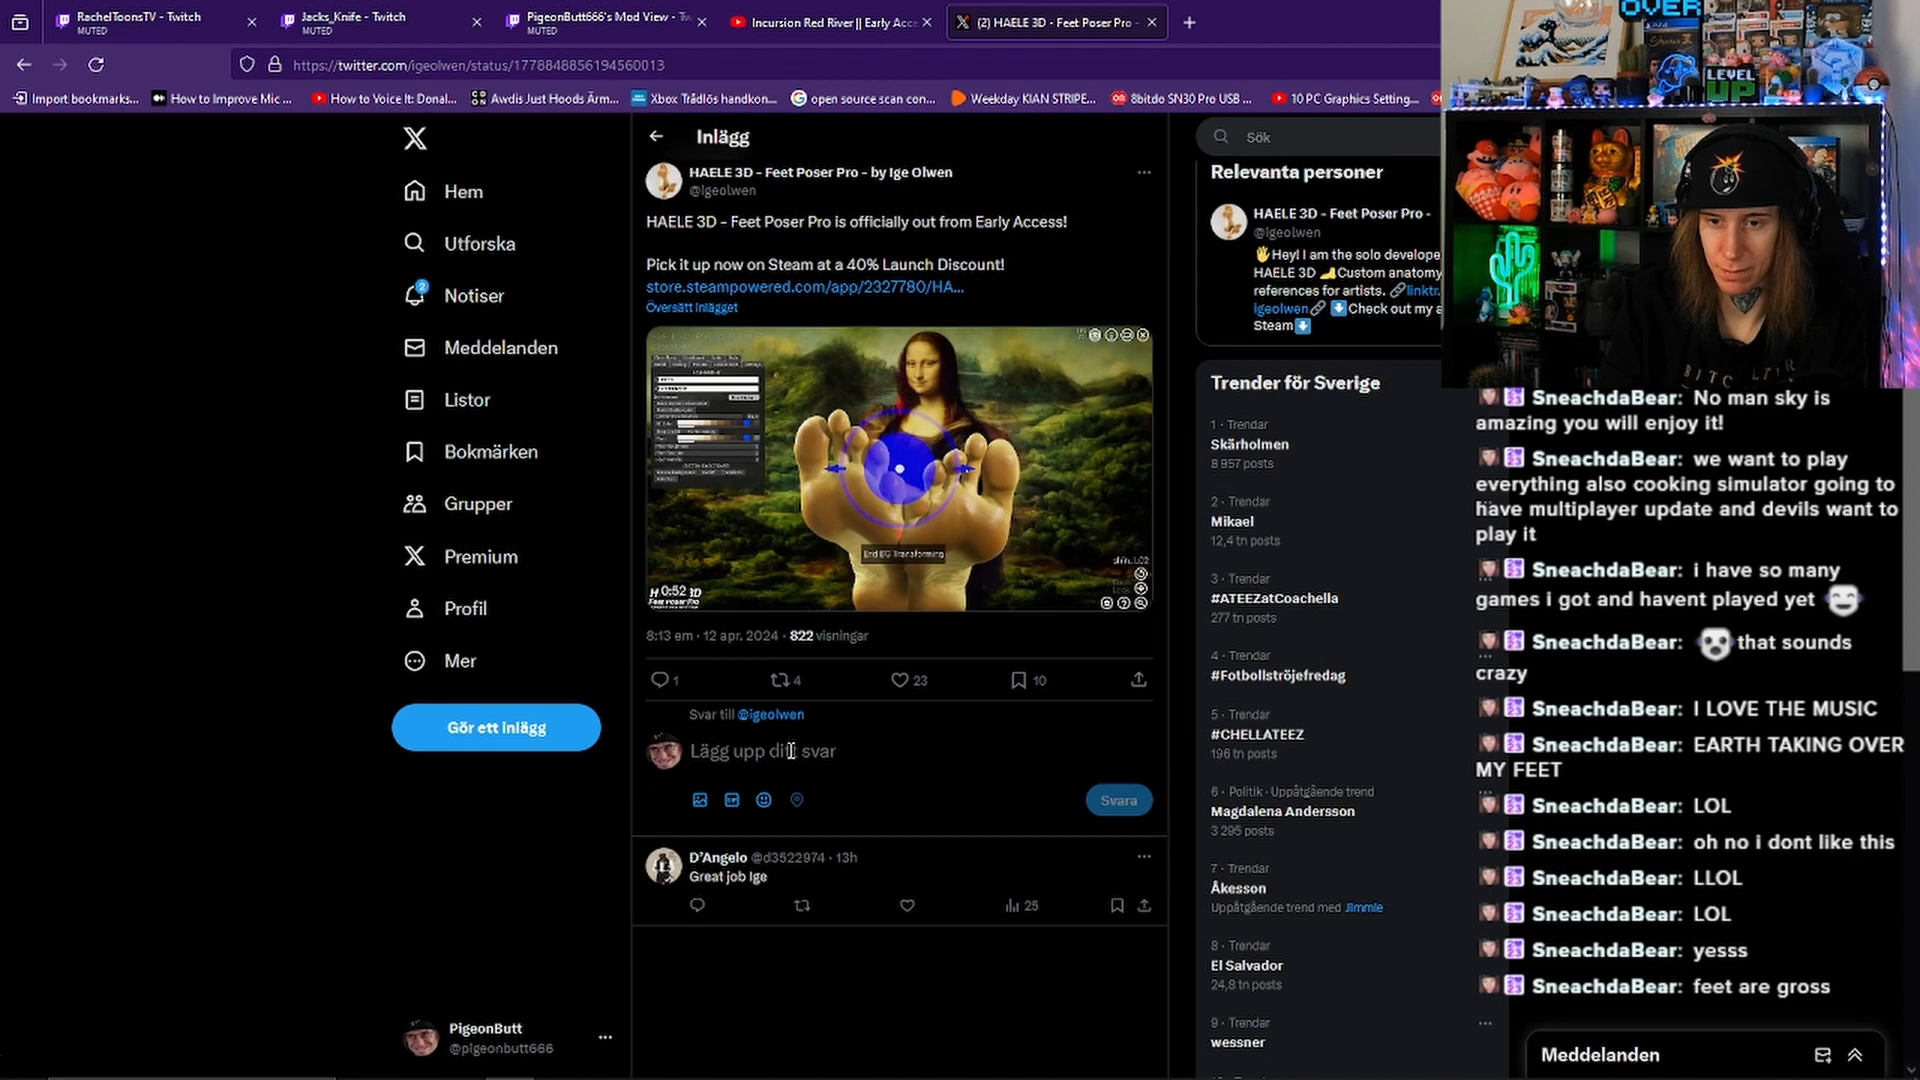 RachelToonsTV - Twitch
MUTED
Jacks_Knife - Twitch
MUTED
PigeonButt666's Mod View - Tw
MUTED
Incursion Red River || Early Acce
(2) HAELE 3D - Feet Poser Pro -
https://twitter.com/igeolwen/status/1778848856194560013
Import bookmarks...
How to Improve Mic ...
How to Voice It: Donal...
Awdis Just Hoods Ärm...
Xbox Trådlös handkon...
open source scan con...
Weekday KIAN STRIPE...
8bitdo SN30 Pro USB ...
10 PC Graphics Setting...
Hem
Utforska
2
Notiser
Meddelanden
Listor
Bokmärken
Grupper
Premium
Profil
Mer
Gör ett inlägg
PigeonButt
@pigeonbutt666
Inlägg
HAELE 3D - Feet Poser Pro - by Ige Olwen
@Igeolwen
HAELE 3D - Feet Poser Pro is officially out from Early Access!
Pick it up now on Steam at a 40% Launch Discount!
store.steampowered.com/app/2327780/HA...
Översätt inlägget
End BG Transforming
0:52
Feet Poser Pro
8:13 em · 12 apr. 2024 · 822 visningar
1
4
23
10
Svar till @igeolwen
Lägg upp ditt svar
Svara
D'Angelo @d3522974 · 13h
Great job Ige
25
Sök
Relevanta personer
HAELE 3D - Feet Poser Pro -
@Igeolwen
Hey! I am the solo develope
HAELE 3D Custom anatomy
references for artists. linktr.
igeolwen Check out my a
Steam
Trender för Sverige
1 · Trendar
Skärholmen
8 957 posts
2 · Trendar
Mikael
12,4 tn posts
3 · Trendar
#ATEEZatCoachella
277 tn posts
4 · Trendar
#Fotbollströjefredag
5 · Trendar
#CHELLATEEZ
196 tn posts
6 · Politik · Uppåtgående trend
Magdalena Andersson
3 295 posts
7 · Trendar
Åkesson
Uppåtgående trend med Jimmie
8 · Trendar
El Salvador
24,8 tn posts
9 · Trendar
wessner
OVER
LEVEL
UP
SneachdaBear: No man sky is
amazing you will enjoy it!
SneachdaBear: we want to play
everything also cooking simulator going to
have multiplayer update and devils want to
play it
SneachdaBear: i have so many
games i got and havent played yet
SneachdaBear: that sounds
crazy
SneachdaBear: I LOVE THE MUSIC
SneachdaBear: EARTH TAKING OVER
MY FEET
SneachdaBear: LOL
SneachdaBear: oh no i dont like this
SneachdaBear: LLOL
SneachdaBear: LOL
SneachdaBear: yesss
SneachdaBear: feet are gross
Meddelanden